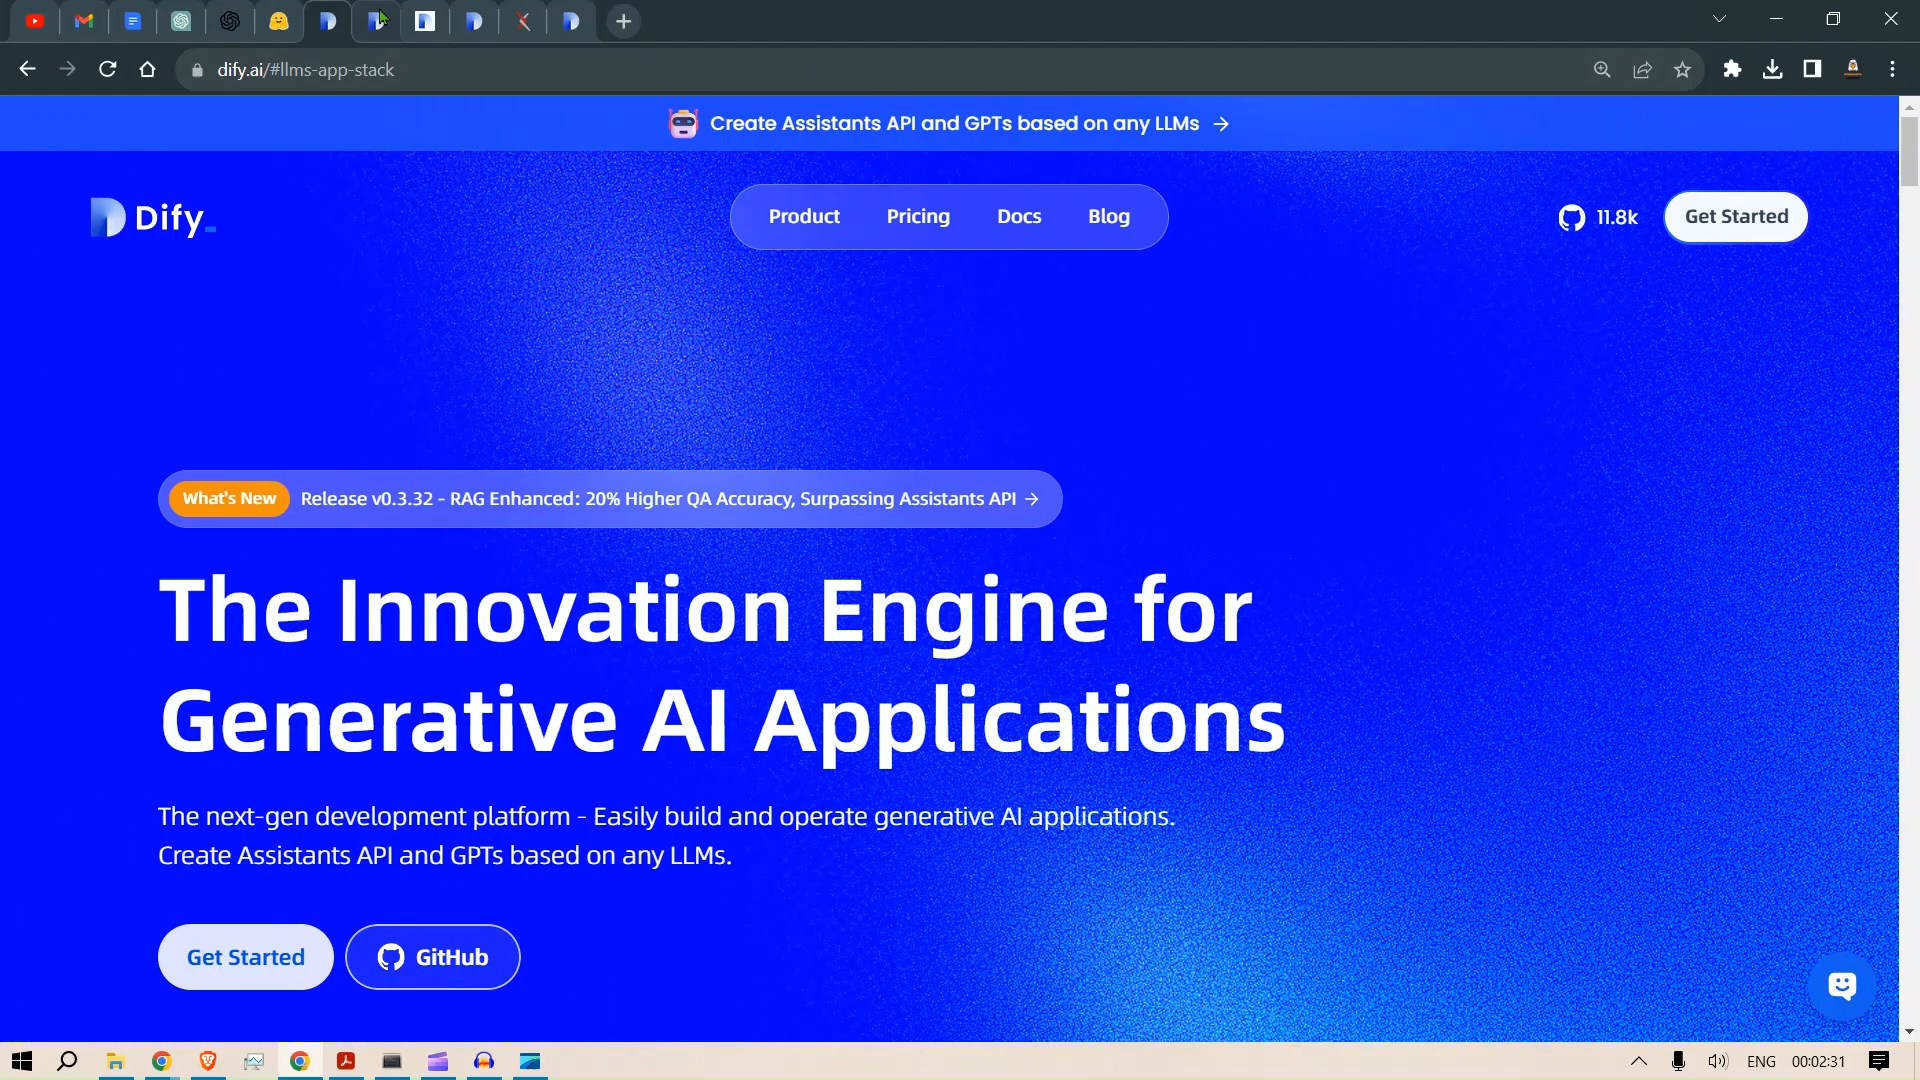 dify.ai/#llms-app-stack
Create Assistants API and GPTs based on any LLMs →
Dify_
Product Pricing Docs Blog
11.8k
Get Started
What's New Release v0.3.32 - RAG Enhanced: 20% Higher QA Accuracy, Surpassing Assistants API →
The Innovation Engine for
Generative AI Applications
The next-gen development platform - Easily build and operate generative AI applications.
Create Assistants API and GPTs based on any LLMs.
Get Started GitHub
ENG 00:02:31